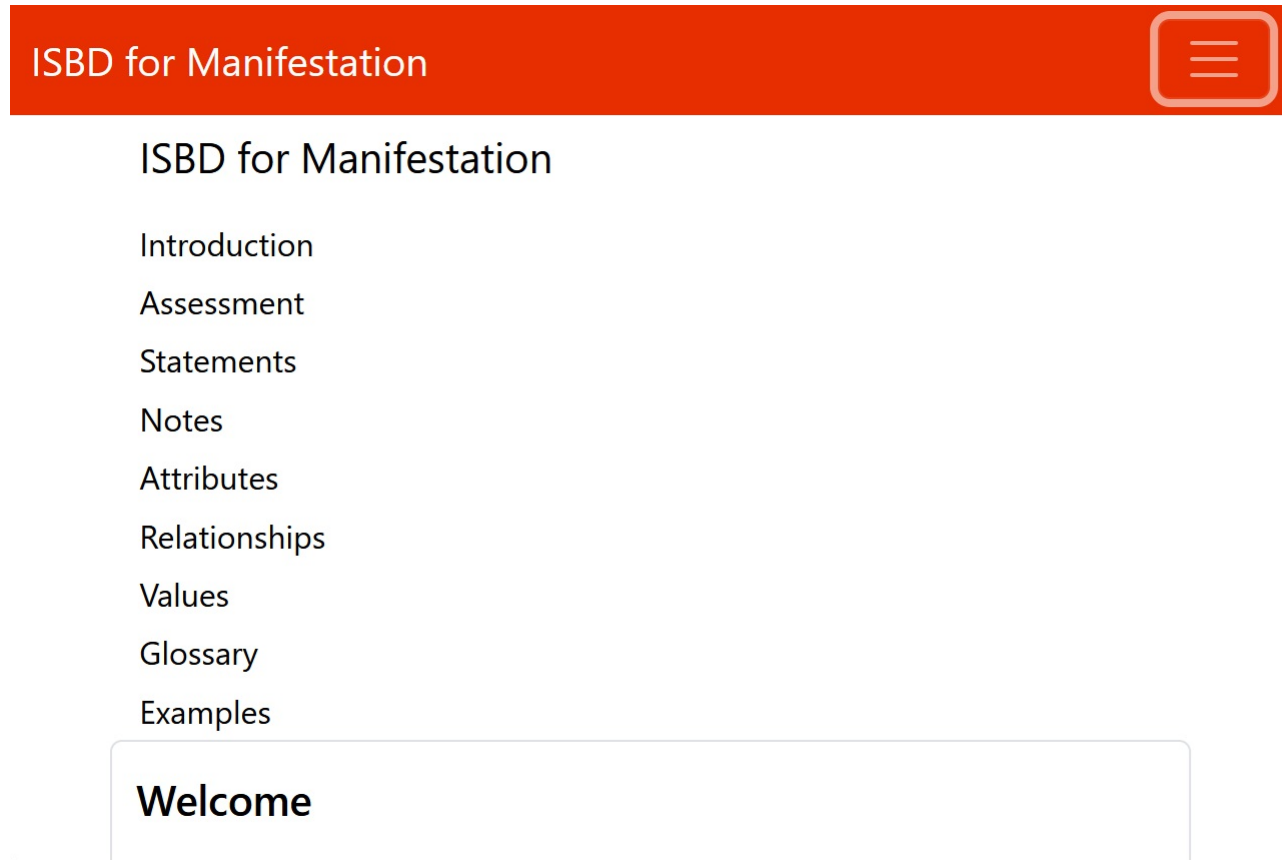 ISBD for Manifestation
ISBD for Manifestation
Introduction
Assessment
Statements
Notes
Attributes
Relationships
Values
Glossary
Examples
Welcome